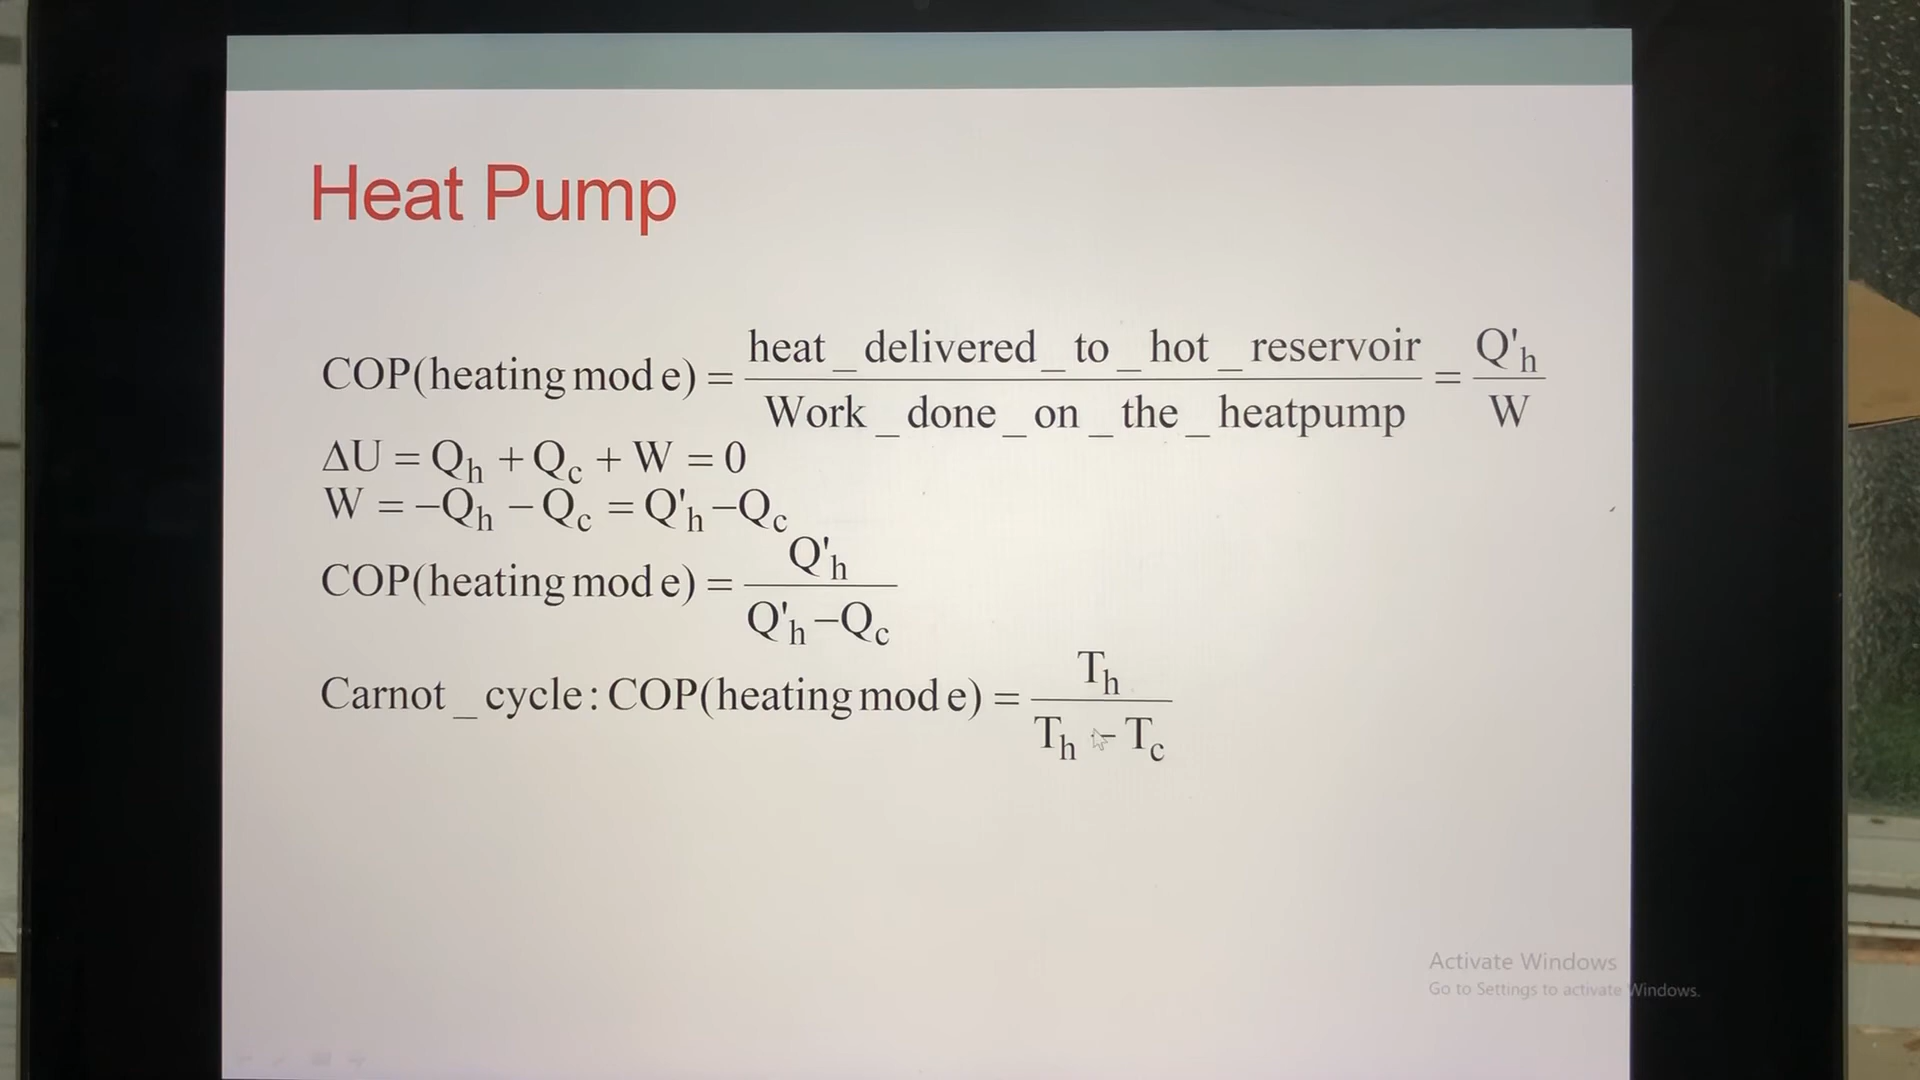 Heat Pump
COP(heating mod e) = heat _ delivered _ to _ hot _ reservoir / Work _ done _ on _ the _ heatpump = Q'h / W
ΔU = Qh + Qc + W = 0
W = −Qh − Qc = Q'h −Qc
COP(heating mod e) = Q'h / Q'h −Qc
Carnot _ cycle : COP(heating mod e) = Th / Th − Tc
Activate Windows
Go to Settings to activate Windows.